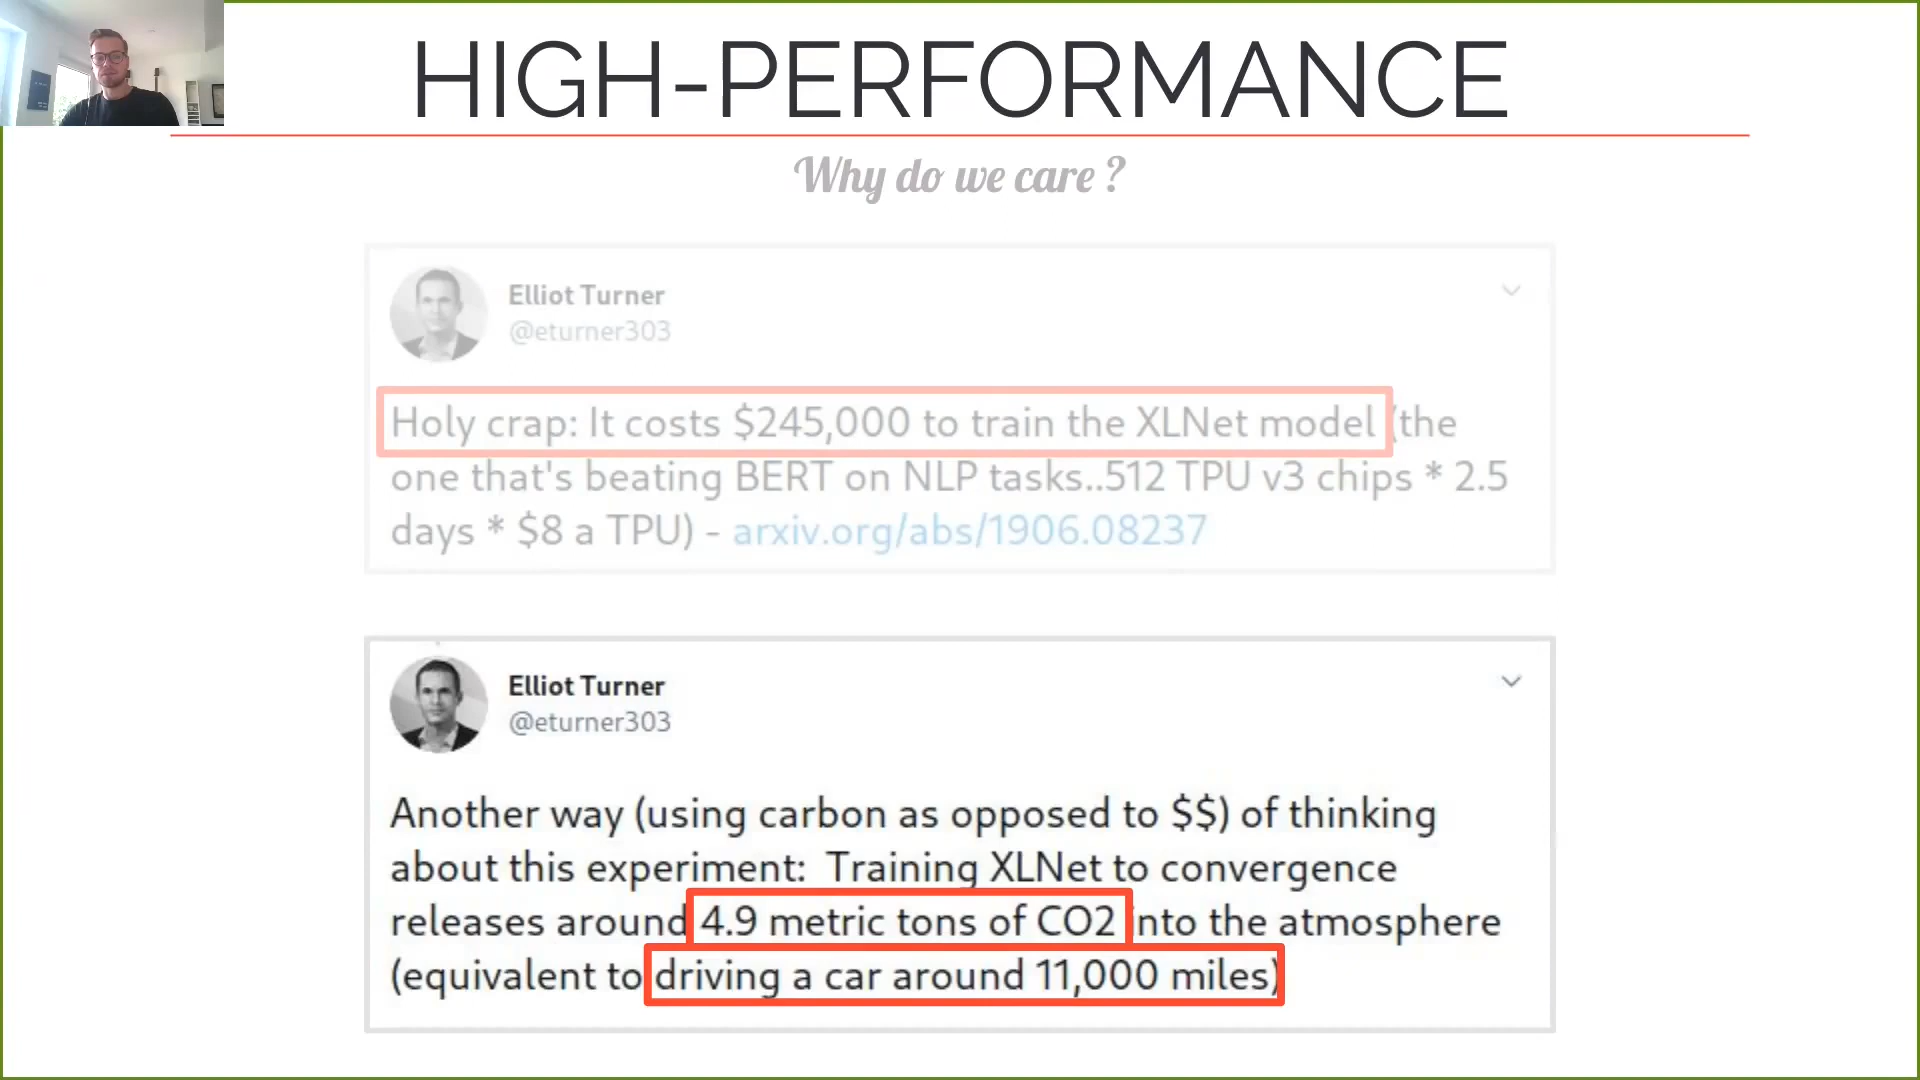 HIGH-PERFORMANCE
Why do we care ?
Elliot Turner
@eturner303
Holy crap: It costs $245,000 to train the XLNet model (the
one that's beating BERT on NLP tasks..512 TPU v3 chips * 2.5
days * $8 a TPU) - arxiv.org/abs/1906.08237
Elliot Turner
@eturner303
Another way (using carbon as opposed to $$) of thinking
about this experiment: Training XLNet to convergence
releases around 4.9 metric tons of CO2 into the atmosphere
(equivalent to driving a car around 11,000 miles)